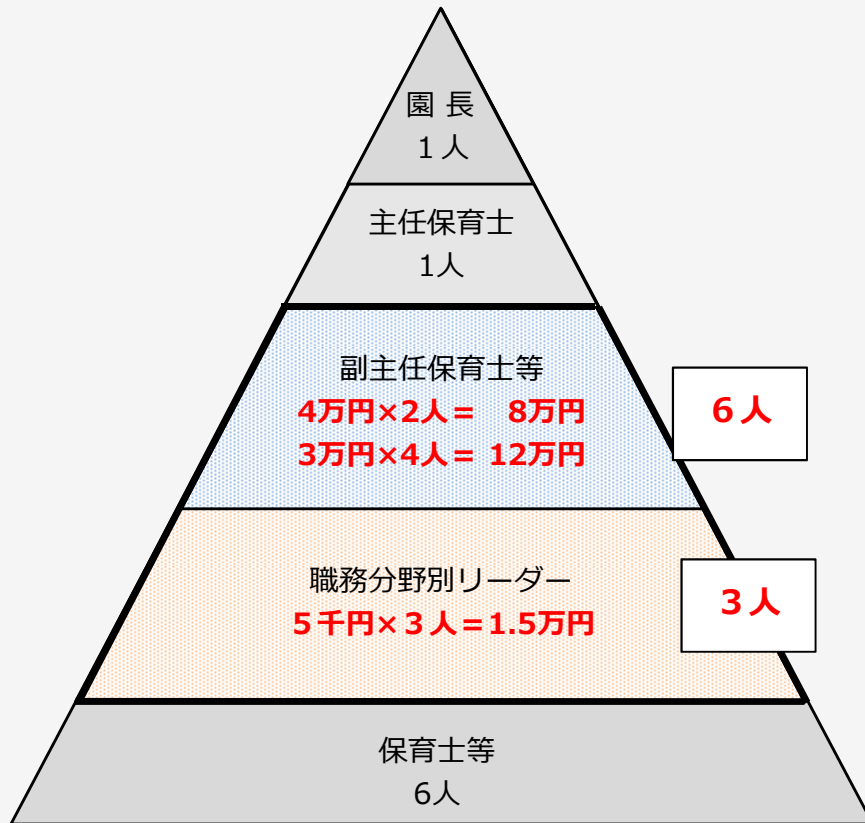 園 長
１人
主任保育士
1人
副主任保育士等
4万円×2人＝　8万円
3万円×4人＝ 12万円
６人
職務分野別リーダー
５千円×３人＝1.5万円
３人
保育士等
6人